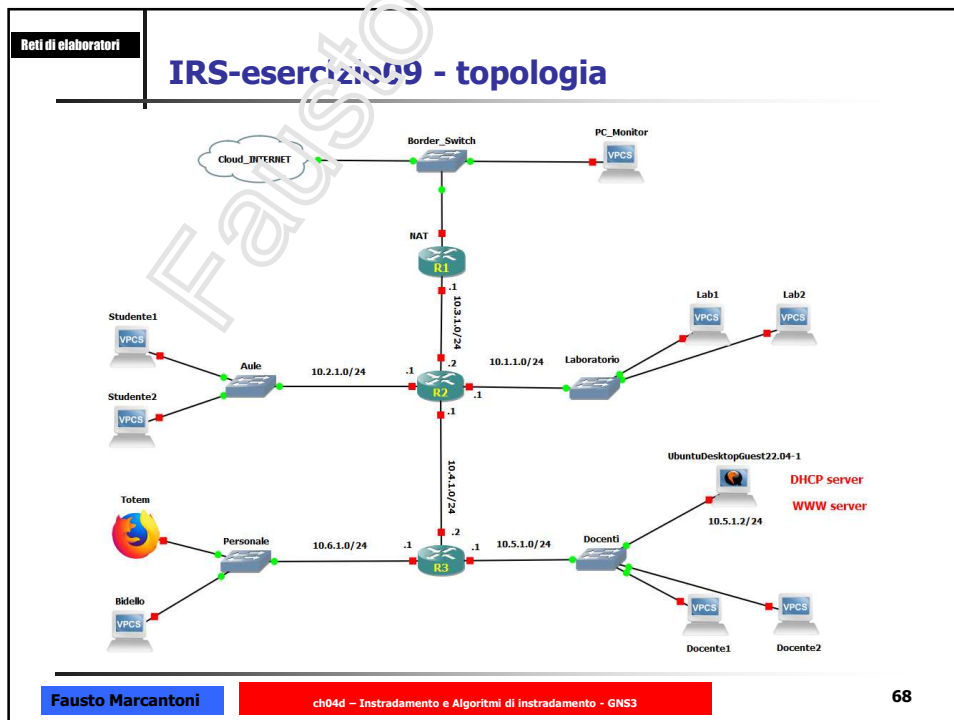 Reti di elaboratori
IRS-esercizio09 - topologia
Fausto
Cloud_INTERNET
Border_Switch
PC_Monitor
VPCS
NAT
R1
.1
10.3.1.0/24
Lab1
Lab2
VPCS
VPCS
Studente1
VPCS
Aule
10.2.1.0/24
.1
.2
10.1.1.0/24
Laboratorio
R2
.1
.1
Studente2
VPCS
10.4.1.0/24
UbuntuDesktopGuest22.04-1
DHCP server
WWW server
10.5.1.2/24
Totem
Personale
10.6.1.0/24
.1
.2
.1
10.5.1.0/24
Docenti
R3
Bidello
VPCS
VPCS
VPCS
Docente1
Docente2
Fausto Marcantoni
ch04d – Instradamento e Algoritmi di instradamento - GNS3
68